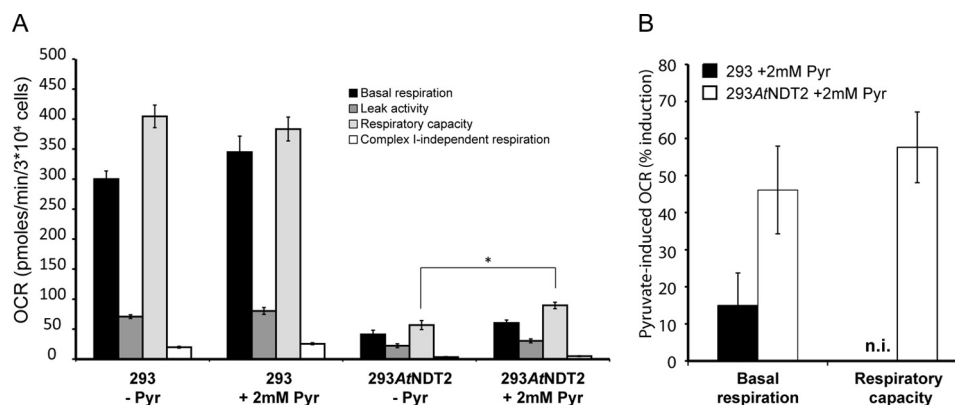 A
OCR (pmoles/min/3*10⁴ cells)
500
450
400
350
300
250
200
150
100
50
0
Basal respiration
Leak activity
Respiratory capacity
Complex I-independent respiration
*
293
- Pyr
293
+ 2mM Pyr
293AtNDT2
- Pyr
293AtNDT2
+ 2mM Pyr
B
Pyruvate-induced OCR (% induction)
80
70
60
50
40
30
20
10
0
293 +2mM Pyr
293AtNDT2 +2mM Pyr
n.i.
Basal
respiration
Respiratory
capacity